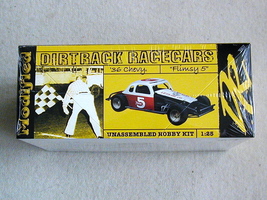 Modified
DIRTRACK RACECARS
'36 Chevy.
"Flimsy 5"
5
UNASSEMBLED HOBBY KIT 1:25